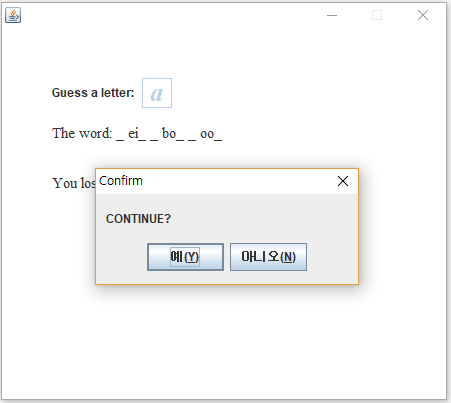 Guess a letter: a
The word: _ ei_ _ bo_ _ oo_
You los
Confirm
CONTINUE?
예(Y) 아니오(N)